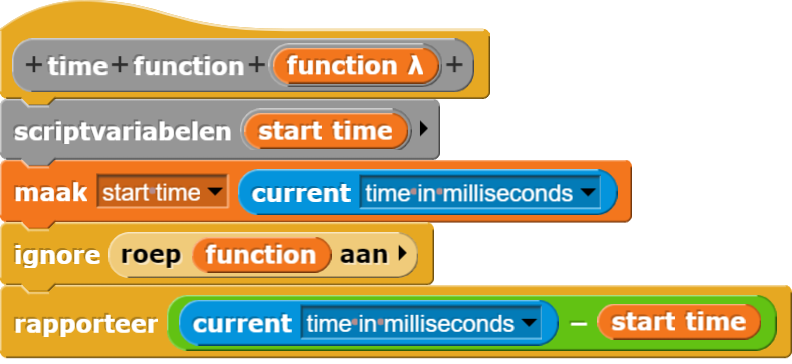 +time+function+ function λ +
scriptvariabelen start time
maak start time current time in milliseconds
ignore roep function aan
rapporteer current time in milliseconds – start time